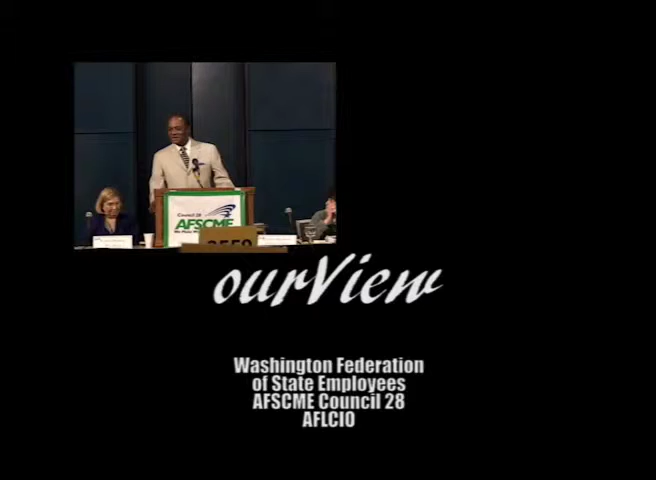 Council 28
AFSCME
ourView
Washington Federation
of State Employees
AFSCME Council 28
AFLCIO